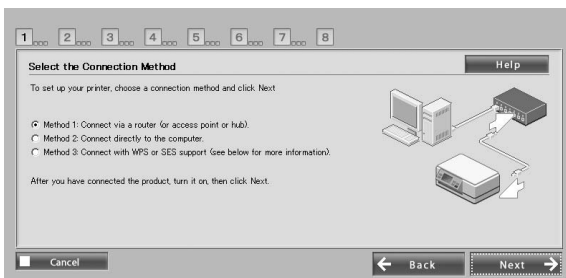 1 2 3 4 5 6 7 8
Select the Connection Method
Help
To set up your printer, choose a connection method and click Next
Method 1: Connect via a router (or access point or hub).
Method 2: Connect directly to the computer.
Method 3: Connect with WPS or SES support (see below for more information).
After you have connected the product, turn it on, then click Next.
Cancel
Back
Next